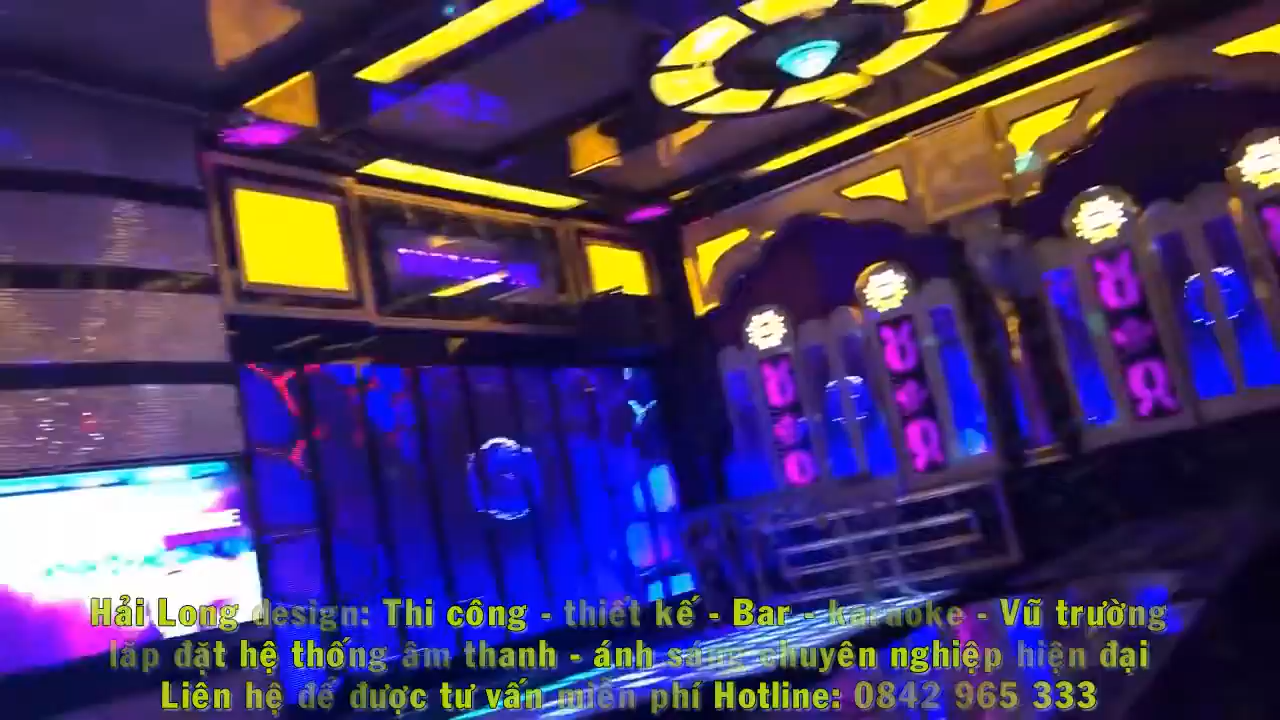 Hải Long design: Thi công - thiết kế - Bar - karaoke - Vũ trường
lắp đặt hệ thống âm thanh - ánh sáng chuyên nghiệp hiện đại
Liên hệ để được tư vấn miễn phí Hotline: 0842 965 333